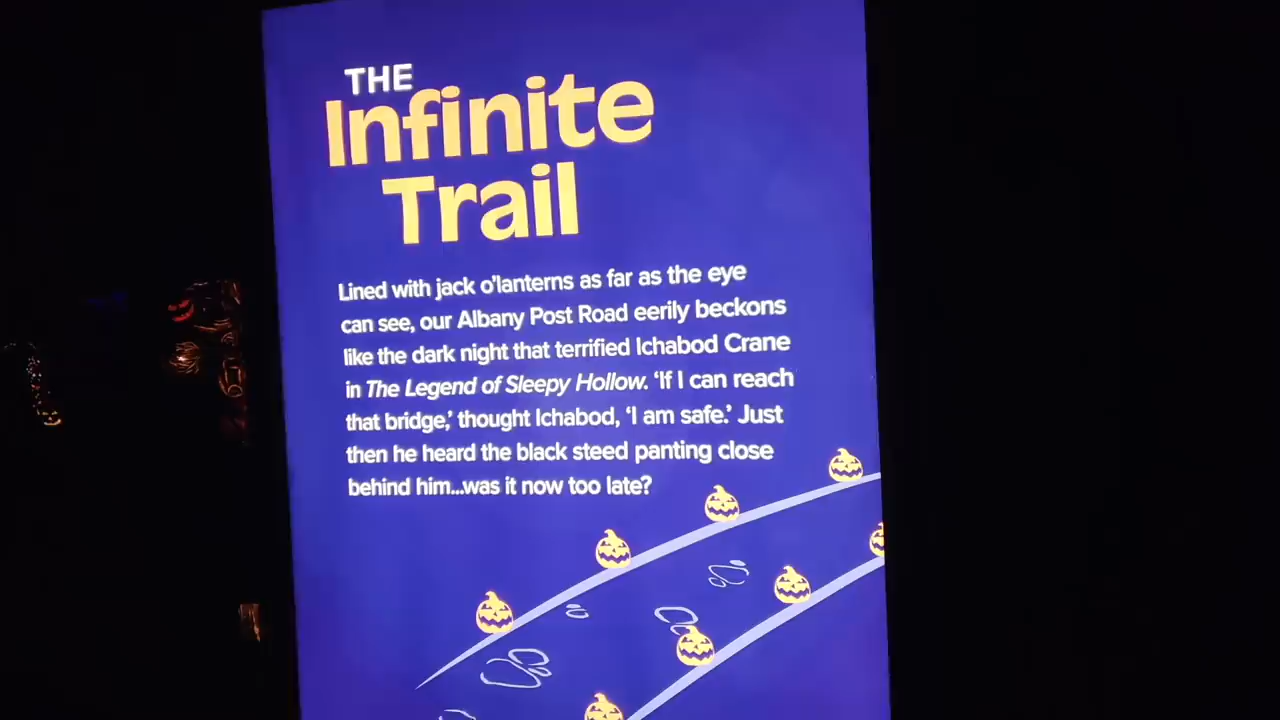 THE
Infinite
Trail
Lined with jack o'lanterns as far as the eye
can see, our Albany Post Road eerily beckons
like the dark night that terrified Ichabod Crane
in The Legend of Sleepy Hollow. ‘If I can reach
that bridge,’ thought Ichabod, ‘I am safe.’ Just
then he heard the black steed panting close
behind him...was it now too late?